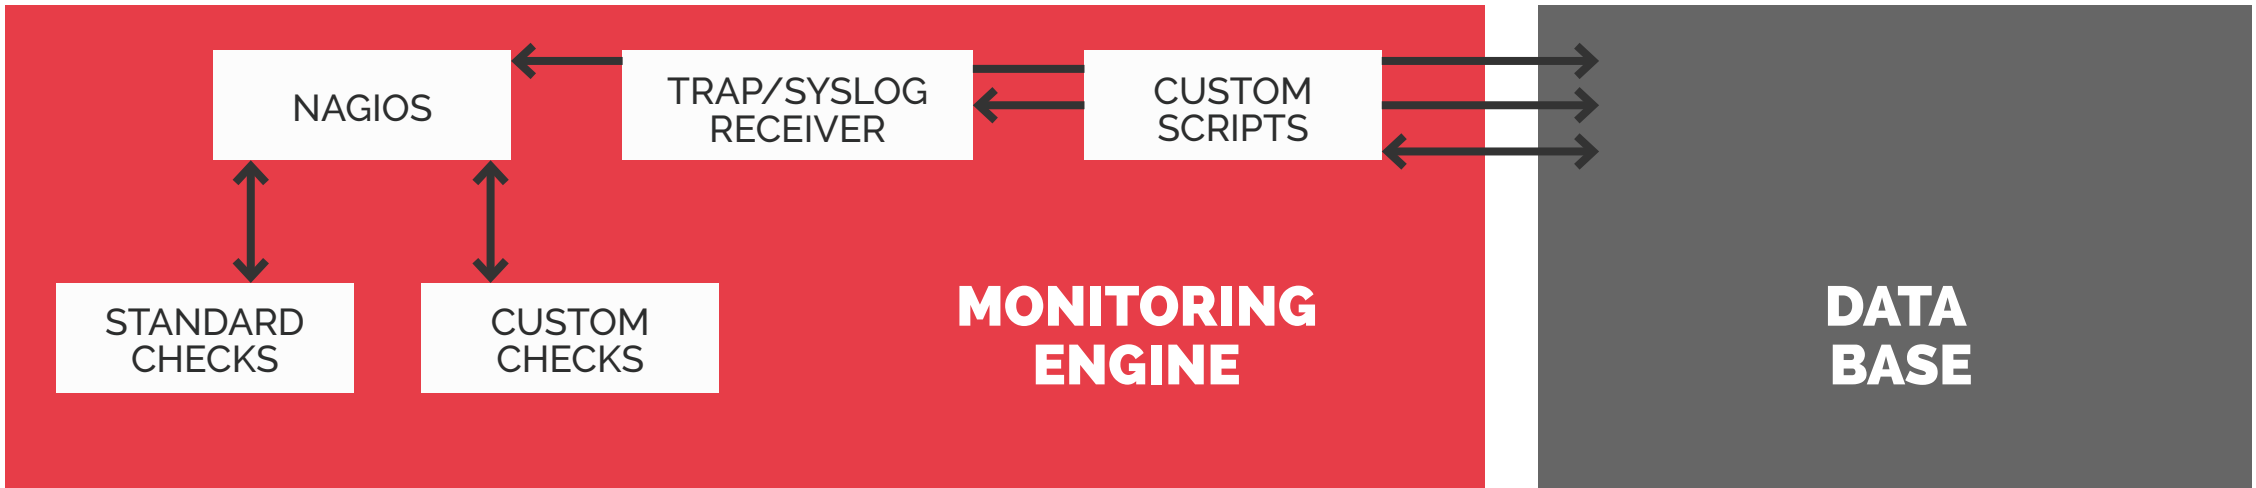 NAGIOS
TRAP/SYSLOG
RECEIVER
CUSTOM
SCRIPTS
STANDARD
CHECKS
CUSTOM
CHECKS
MONITORING
ENGINE
DATA
BASE